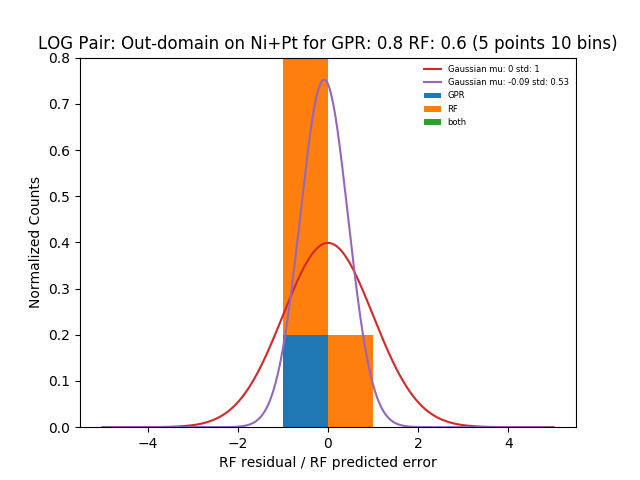 LOG Pair: Out-domain on Ni+Pt for GPR: 0.8 RF: 0.6 (5 points 10 bins)
Gaussian mu: 0 std: 1
Gaussian mu: -0.09 std: 0.53
GPR
RF
both
Normalized Counts
0.8
0.7
0.6
0.5
0.4
0.3
0.2
0.1
0.0
−4 −2 0 2 4
RF residual / RF predicted error